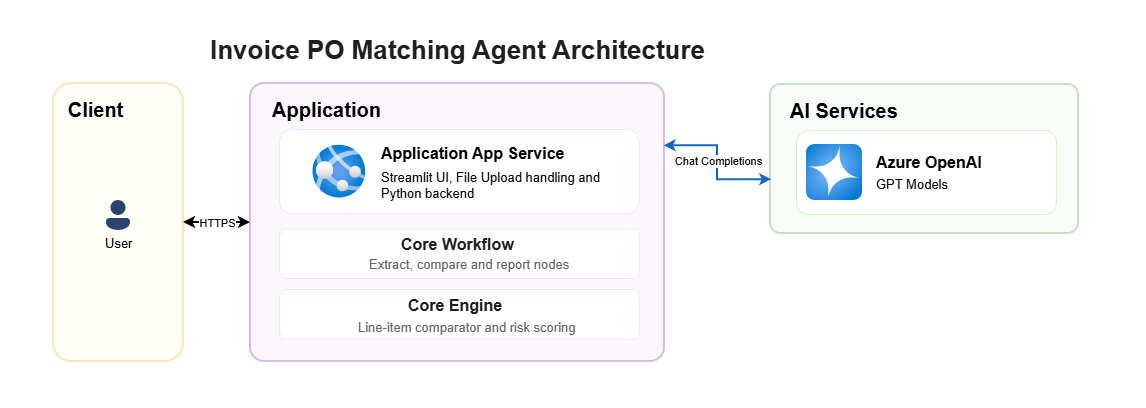 Invoice PO Matching Agent Architecture
Client
User
HTTPS
Application
Application App Service
Streamlit UI, File Upload handling and
Python backend
Core Workflow
Extract, compare and report nodes
Core Engine
Line-item comparator and risk scoring
Chat Completions
AI Services
Azure OpenAI
GPT Models